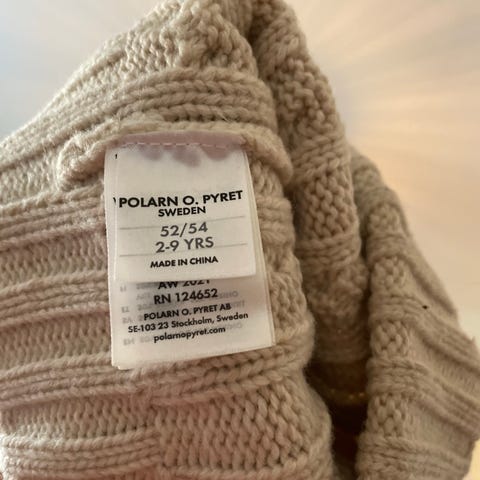 POLARN O. PYRET
SWEDEN
52/54
2-9 YRS
MADE IN CHINA
AW 2021
RN 124652
POLARN O. PYRET AB
SE-103 23 Stockholm, Sweden
polarnopyret.com